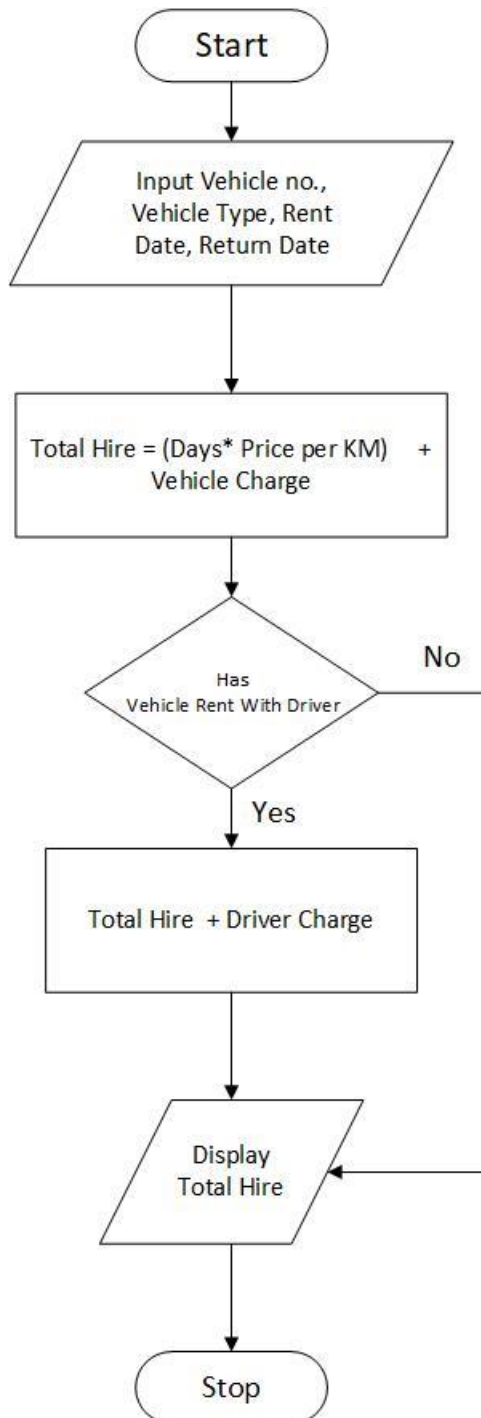 Start
Input Vehicle no.,
Vehicle Type, Rent
Date, Return Date
Total Hire = (Days* Price per KM) +
Vehicle Charge
Has
Vehicle Rent With Driver
No
Yes
Total Hire + Driver Charge
Display
Total Hire
Stop